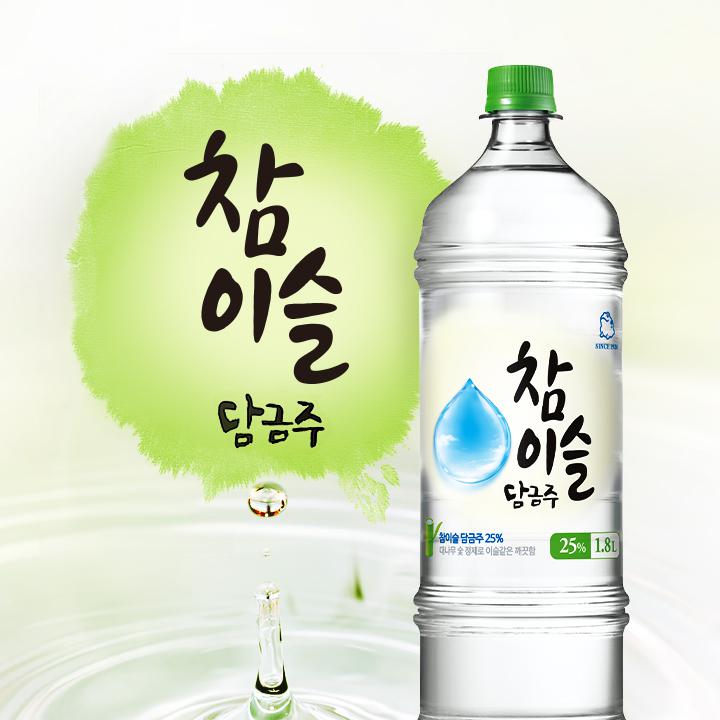 참
이슬
담금주
SINCE 1924
참
이슬
담금주
참이슬 담금주 25%
대나무 숯 정제로 이슬같은 깨끗함
25% 1.8L